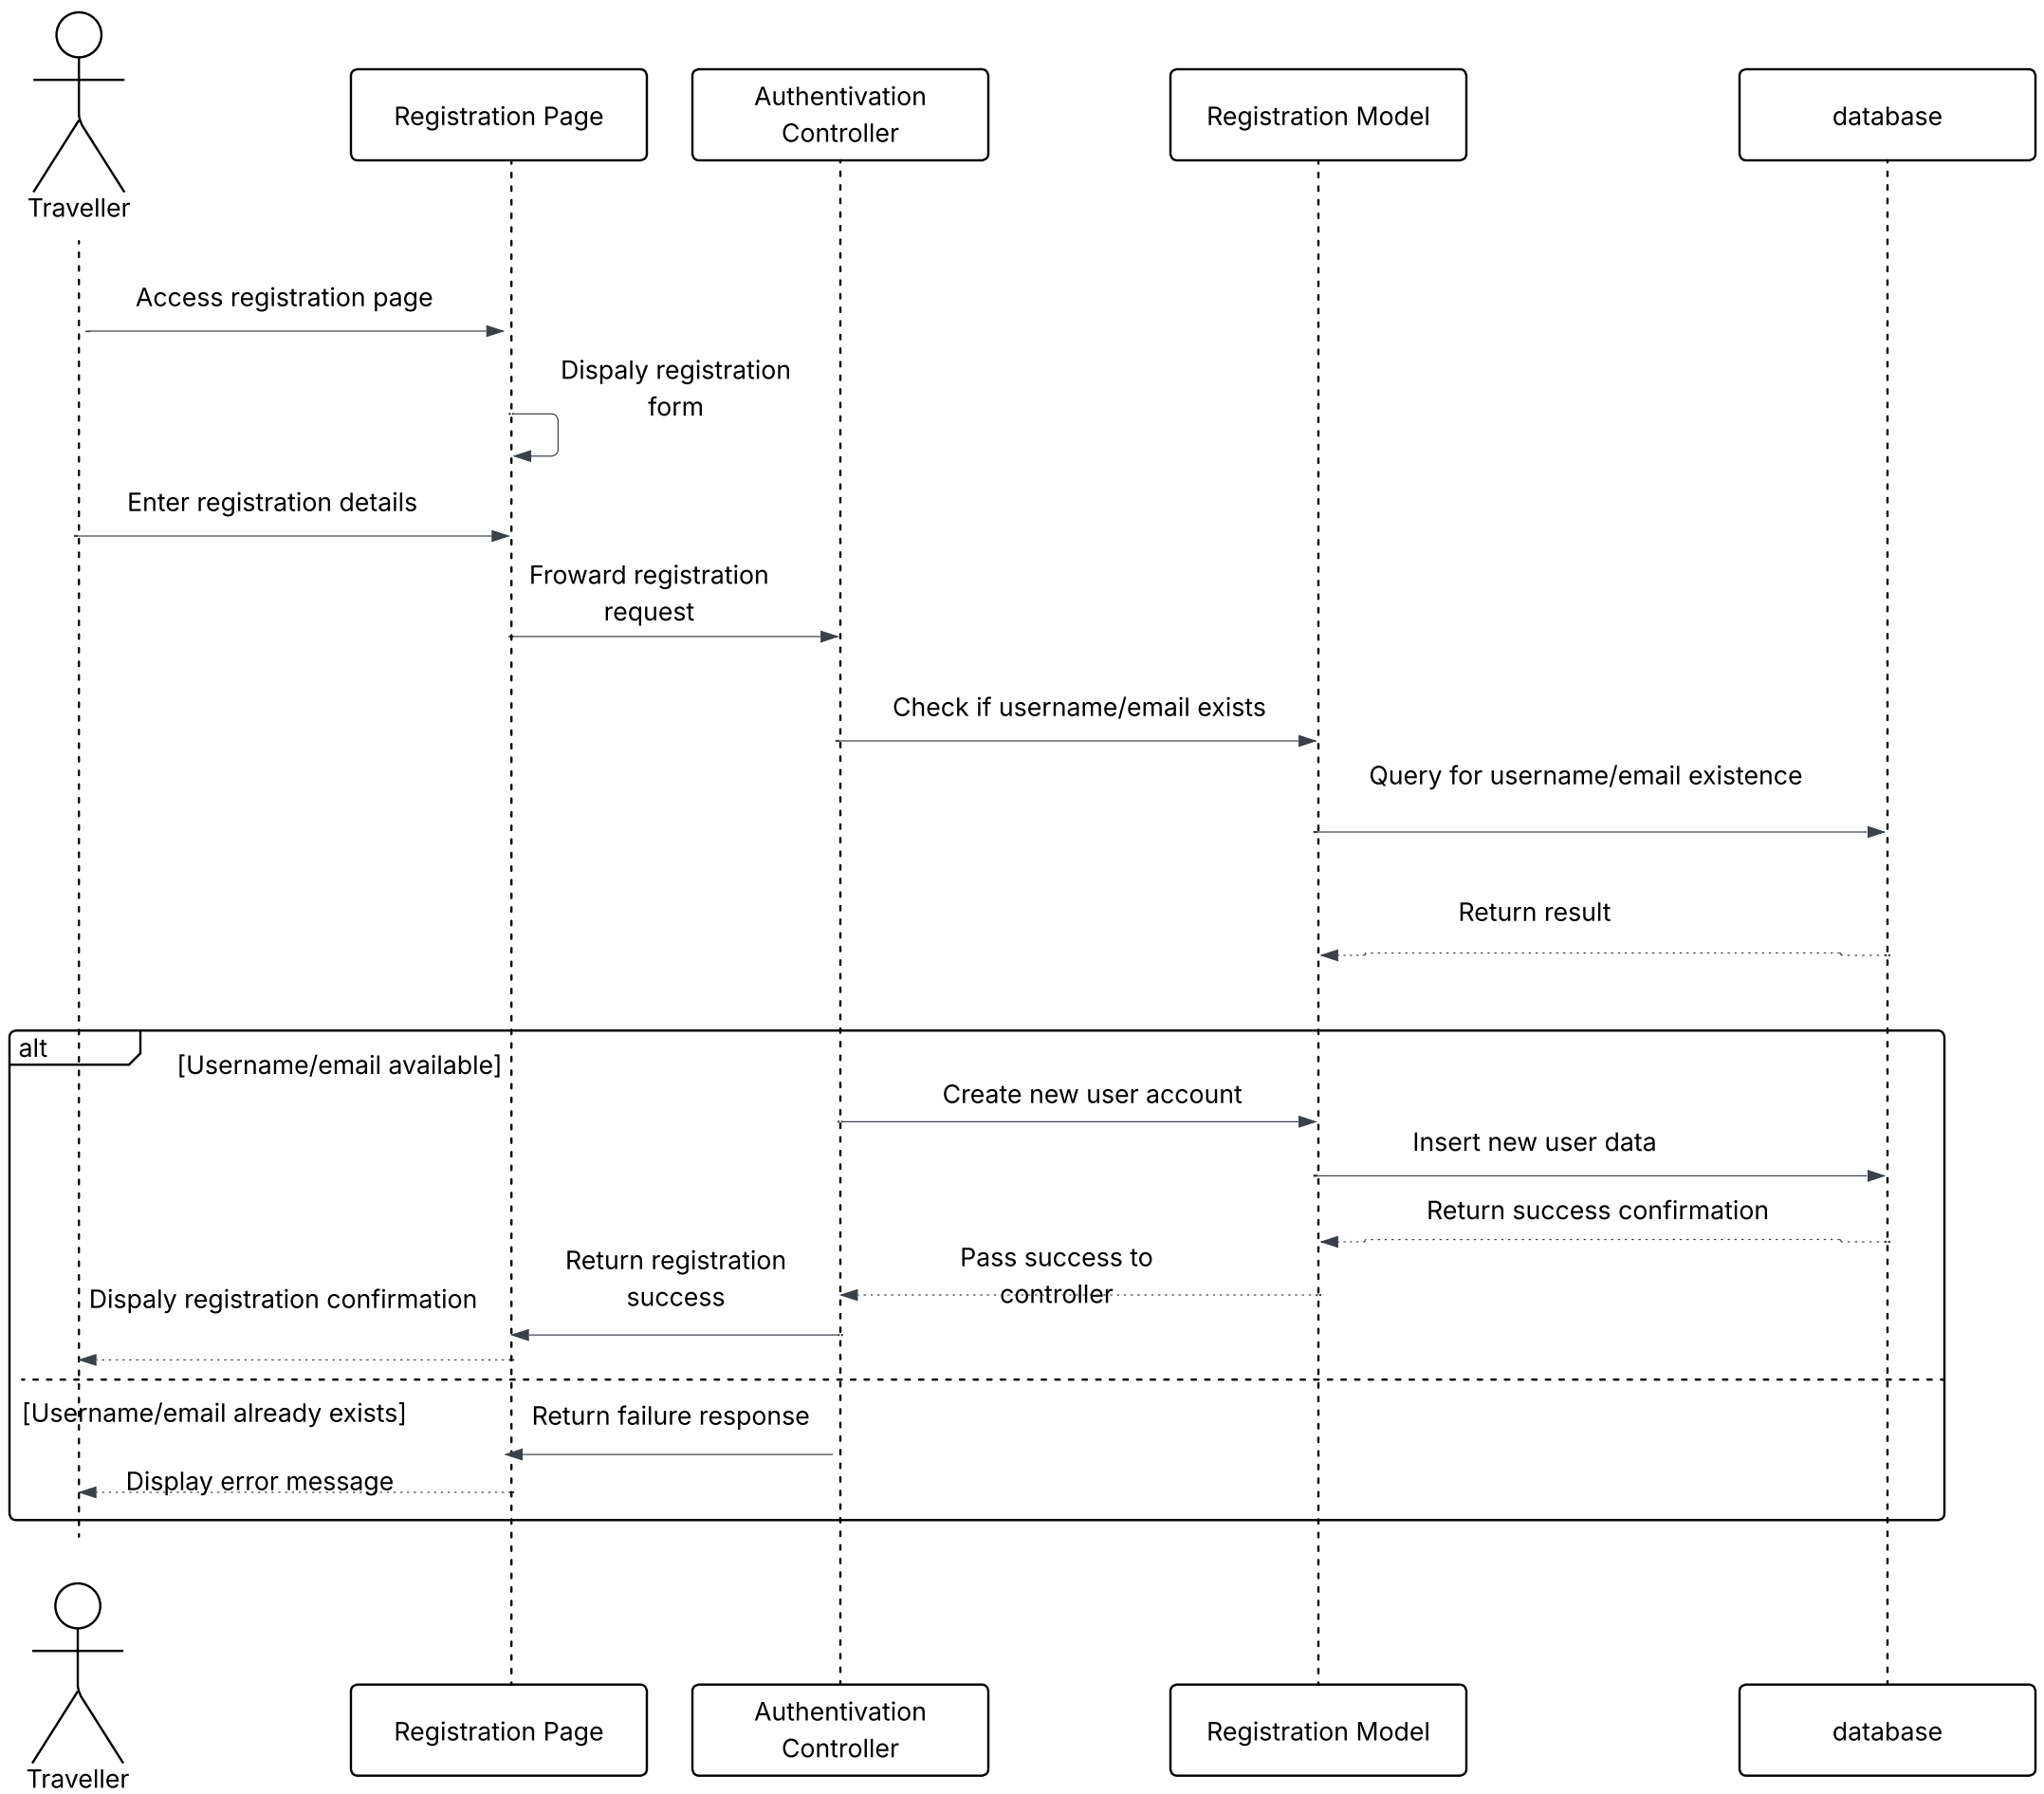 Traveller
Registration Page
Authentivation
Controller
Registration Model
database
Access registration page
Dispaly registration
form
Enter registration details
Froward registration
request
Check if username/email exists
Query for username/email existence
Return result
alt
[Username/email available]
Create new user account
Insert new user data
Return success confirmation
Pass success to
controller
Return registration
success
Dispaly registration confirmation
[Username/email already exists]
Return failure response
Display error message
Traveller
Registration Page
Authentivation
Controller
Registration Model
database